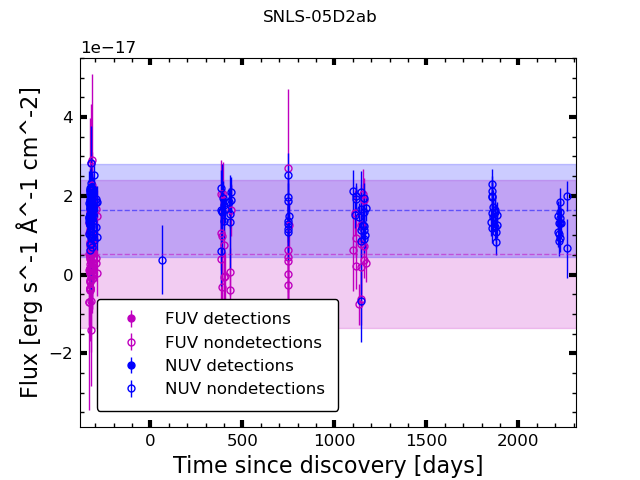 SNLS-05D2ab
1e−17
4
2
0
−2
Flux [erg s^-1 Å^-1 cm^-2]
FUV detections
FUV nondetections
NUV detections
NUV nondetections
0 500 1000 1500 2000
Time since discovery [days]